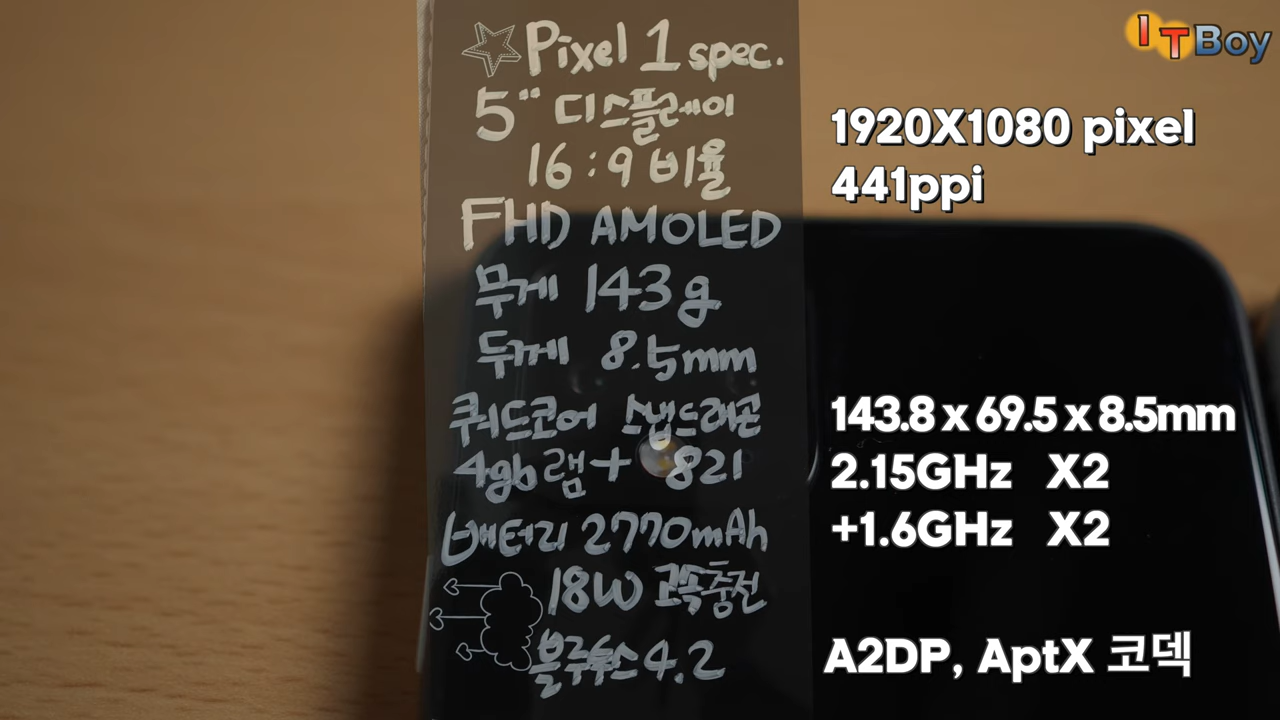 ITBoy
Pixel 1 spec.
5" 디스플레이
16:9 비율
FHD AMOLED
무게 143g
두께 8.5mm
쿼드코어 스냅드래곤
4gb램+ 821
배터리 2770mAh
18W 고속충전
블루투스 4.2
1920X1080 pixel
441ppi
143.8 x 69.5 x 8.5mm
2.15GHz X2
+1.6GHz X2
A2DP, AptX 코덱